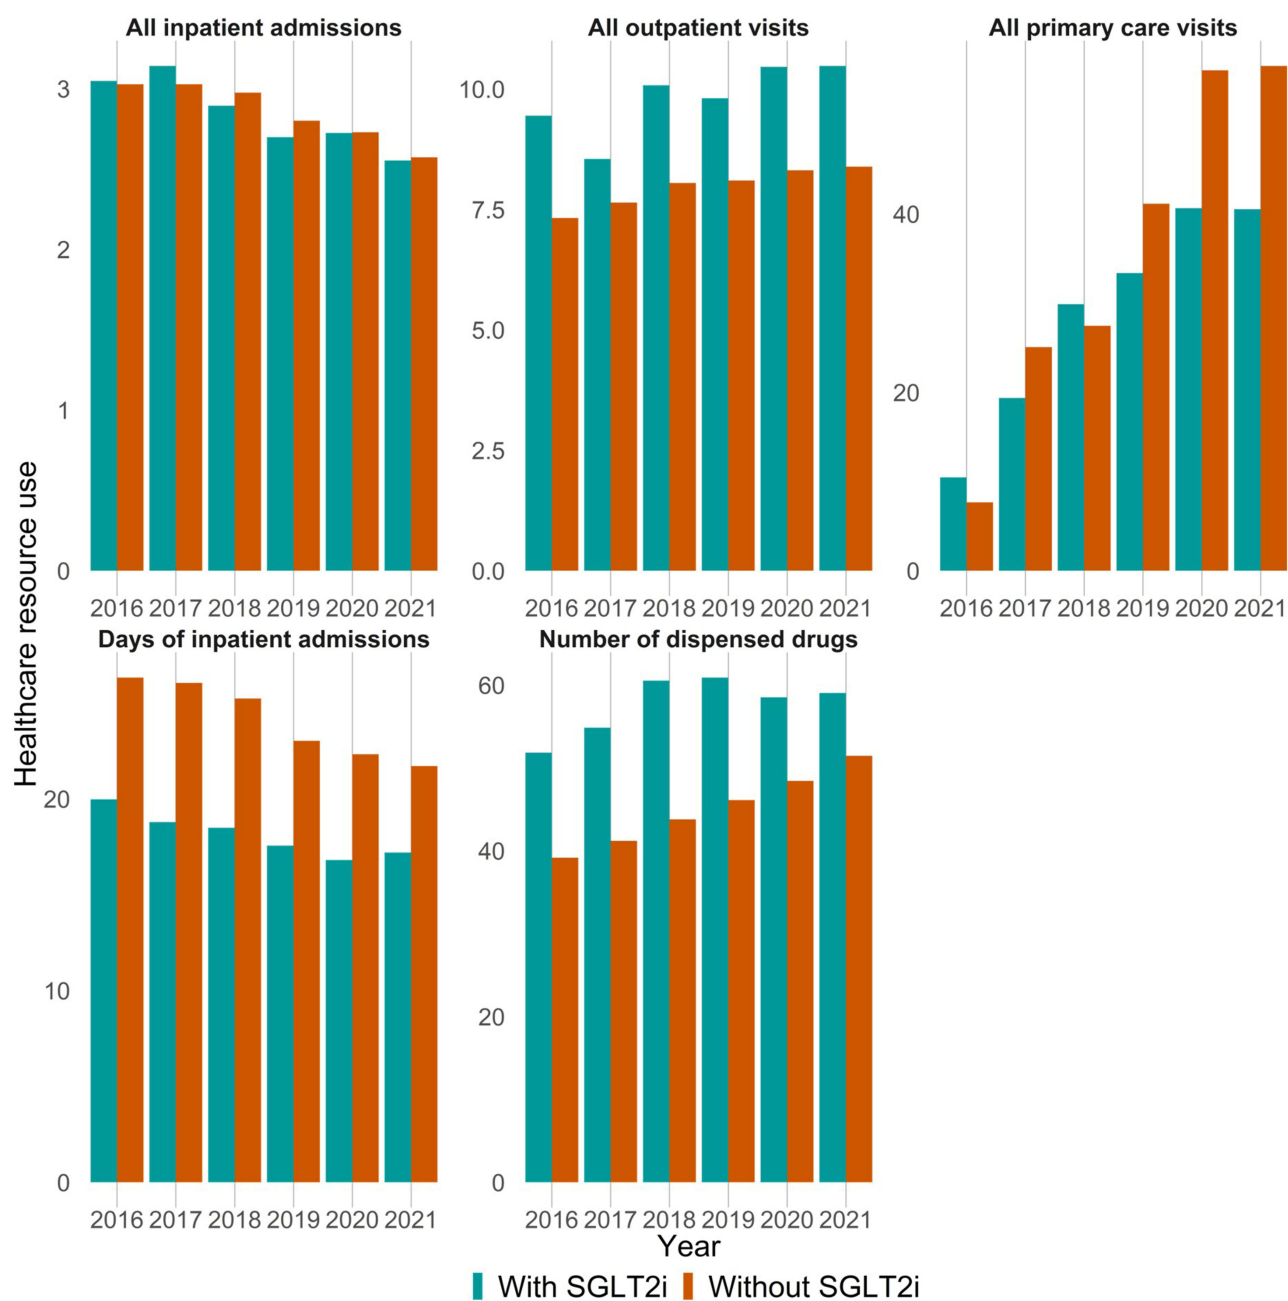 All inpatient admissions
All outpatient visits
All primary care visits
3
2
1
0
10.0
7.5
5.0
2.5
0.0
40
20
0
2016 2017 2018 2019 2020 2021
2016 2017 2018 2019 2020 2021
2016 2017 2018 2019 2020 2021
Healthcare resource use
Days of inpatient admissions
Number of dispensed drugs
20
10
0
60
40
20
0
2016 2017 2018 2019 2020 2021
2016 2017 2018 2019 2020 2021
Year
With SGLT2i
Without SGLT2i